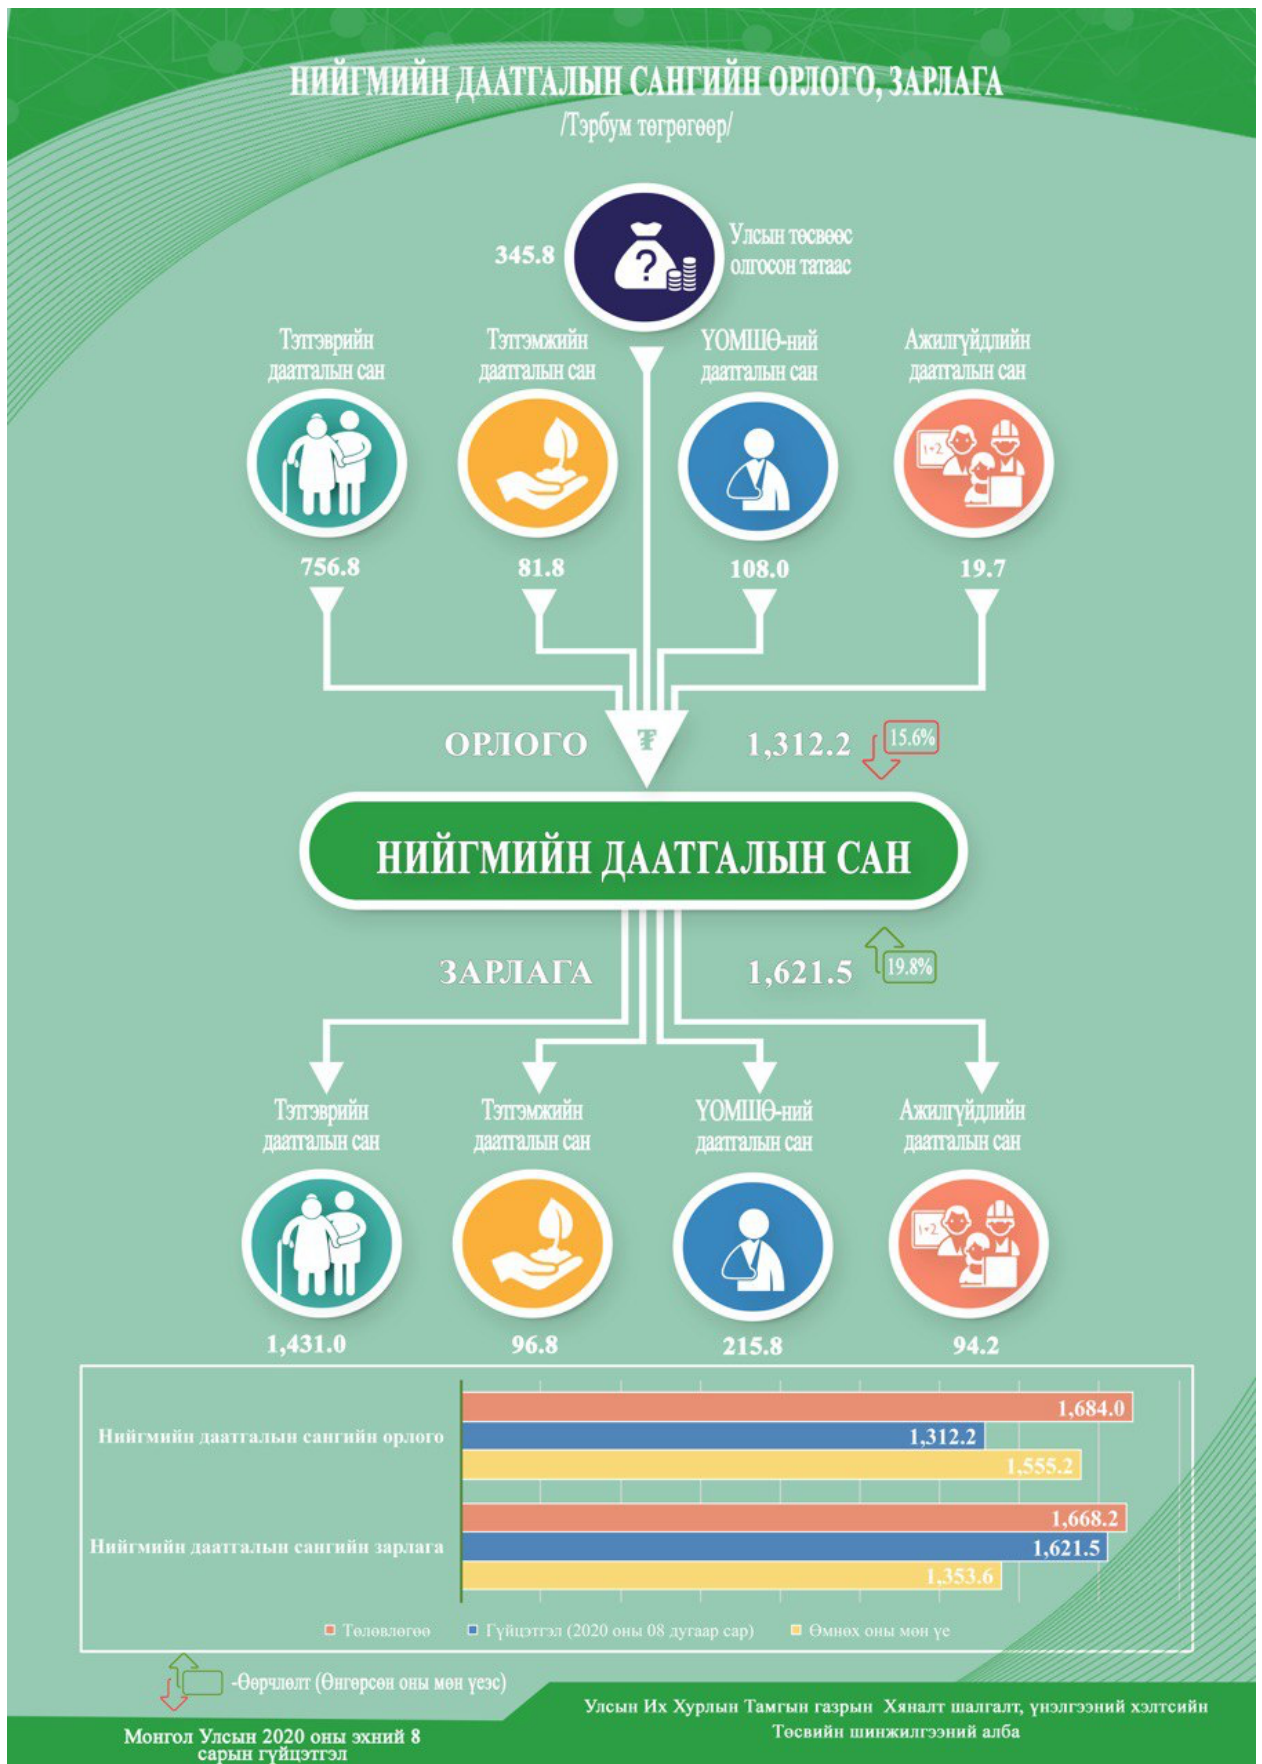 НИЙГМИЙН ДААТГАЛЫН САНГИЙН ОРЛОГО, ЗАРЛАГА
/Тэрбум төгрөгөөр/
345.8
Улсын төсвөөс
олгосон татаас
Тэтгэврийн
даатгалын сан
Тэтгэмжийн
даатгалын сан
ҮОМШӨ-ний
даатгалын сан
Ажилгүйдлийн
даатгалын сан
1+2
756.8
81.8
108.0
19.7
ОРЛОГО
₮
1,312.2
15.6%
НИЙГМИЙН ДААТГАЛЫН САН
ЗАРЛАГА
1,621.5
19.8%
Тэтгэврийн
даатгалын сан
Тэтгэмжийн
даатгалын сан
ҮОМШӨ-ний
даатгалын сан
Ажилгүйдлийн
даатгалын сан
1+2
1,431.0
96.8
215.8
94.2
Нийгмийн даатгалын сангийн орлого
1,684.0
1,312.2
1,555.2
Нийгмийн даатгалын сангийн зарлага
1,668.2
1,621.5
1,353.6
Төлөвлөгөө
Гүйцэтгэл (2020 оны 08 дугаар сар)
Өмнөх оны мөн үе
-Өөрчлөлт (Өнгөрсөн оны мөн үеэс)
Монгол Улсын 2020 оны эхний 8
сарын гүйцэтгэл
Улсын Их Хурлын Тамгын газрын Хяналт шалгалт, үнэлгээний хэлтсийн
Төсвийн шинжилгээний алба